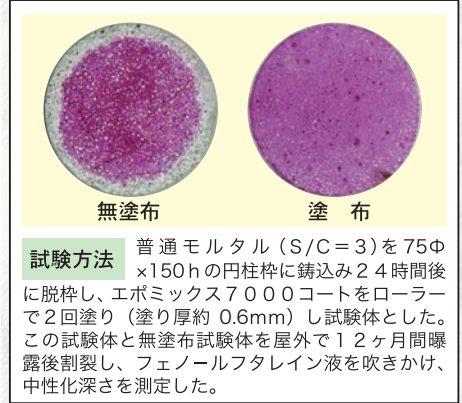 無塗布
塗 布
試験方法
普通モルタル（S/C＝3）を75Φ
×150hの円柱枠に鋳込み２４時間後
に脱枠し、エポミックス７０００コートをローラー
で２回塗り（塗り厚約 0.6mm）し試験体とした。
この試験体と無塗布試験体を屋外で１２ヶ月間曝
露後割裂し、フェノールフタレイン液を吹きかけ、
中性化深さを測定した。